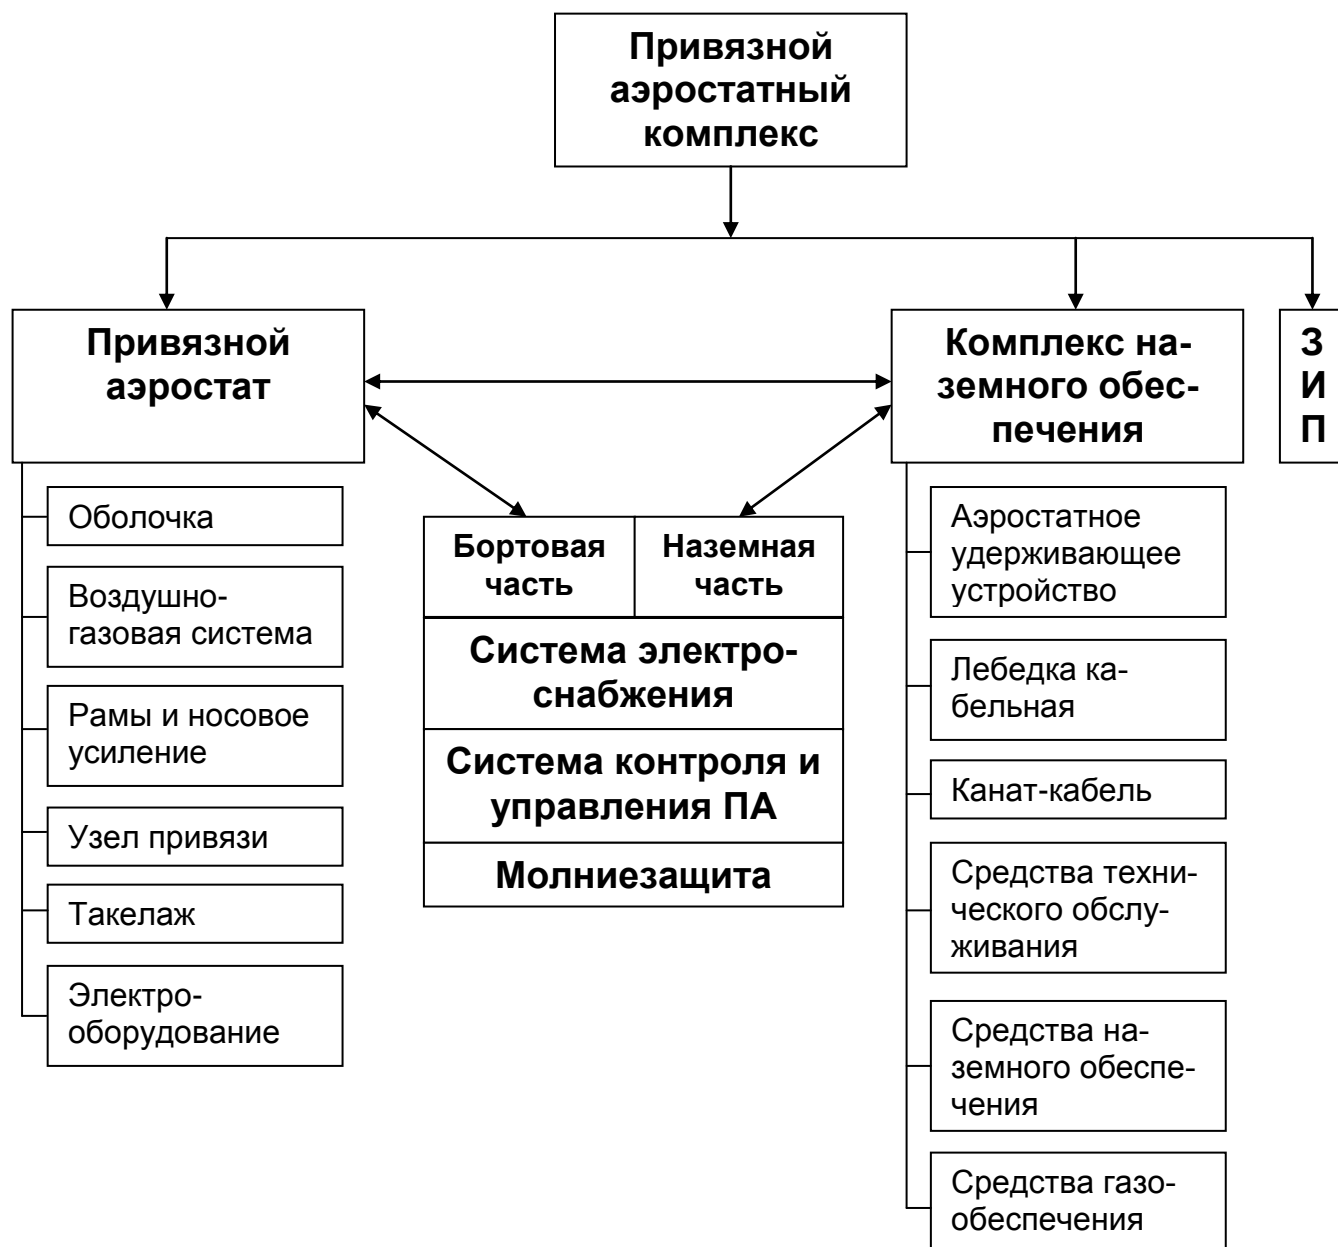 Привязной
аэростатный
комплекс
Привязной
аэростат
Комплекс на-
земного обес-
печения
З
И
П
Оболочка
Воздушно-
газовая система
Рамы и носовое
усиление
Узел привязи
Такелаж
Электро-
оборудование
Бортовая
часть
Наземная
часть
Система электро-
снабжения
Система контроля и
управления ПА
Молниезащита
Аэростатное
удерживающее
устройство
Лебедка ка-
бельная
Канат-кабель
Средства техни-
ческого обслу-
живания
Средства на-
земного обеспе-
чения
Средства газо-
обеспечения